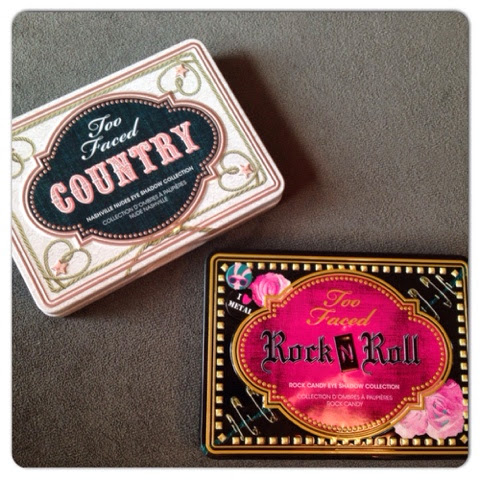 Too
Faced
COUNTRY
NASHVILLE NUDES EYE SHADOW COLLECTION
COLLECTION D'OMBRES À PAUPIÈRES
NUDE NASHVILLE
I ♥
METAL
Too
Faced
Rock N Roll
ROCK CANDY EYE SHADOW COLLECTION
COLLECTION D'OMBRES À PAUPIÈRES
ROCK CANDY